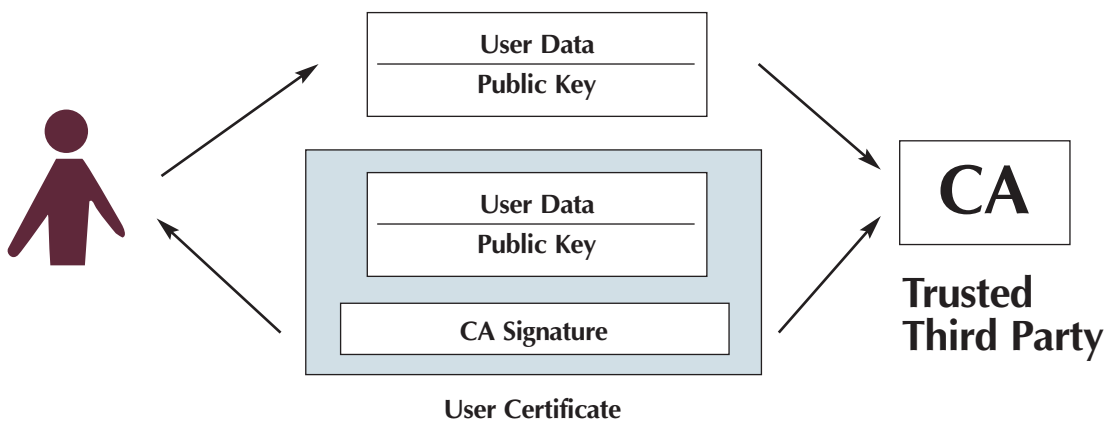 User Data
Public Key
User Data
Public Key
CA Signature
User Certificate
CA
Trusted
Third Party